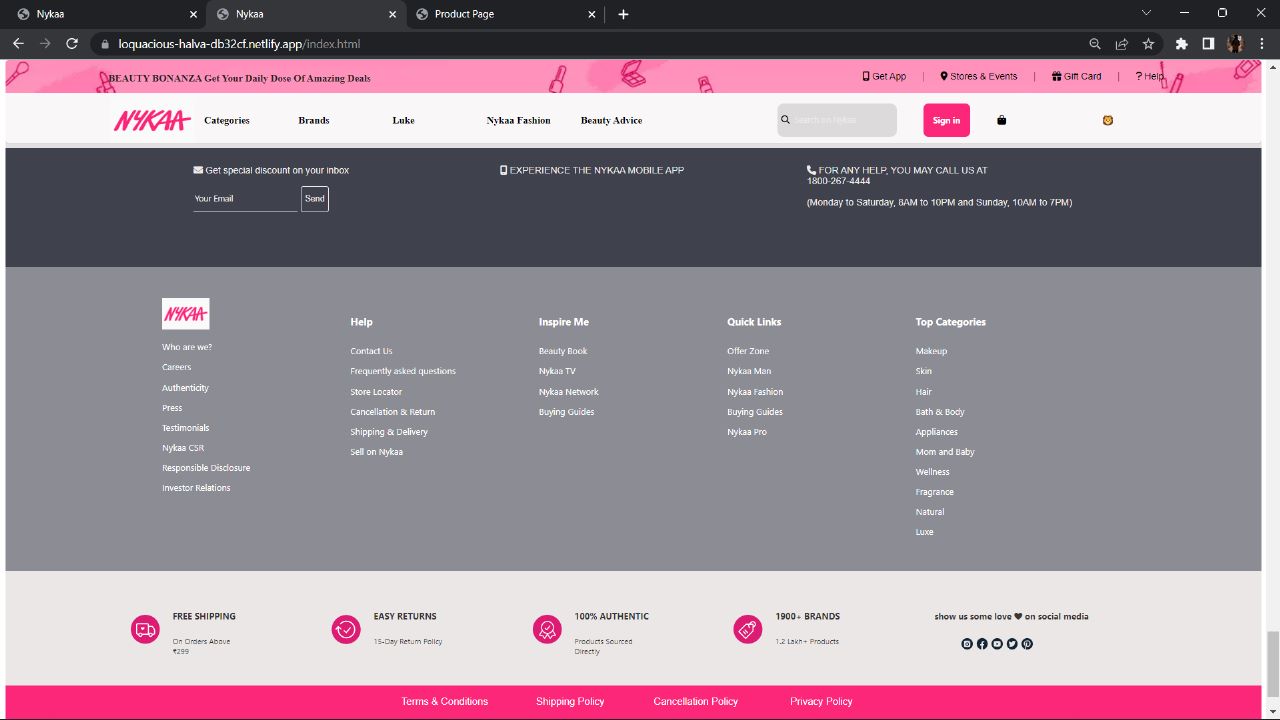 Nykaa
Nykaa
Product Page
loquacious-halva-db32cf.netlify.app/index.html
BEAUTY BONANZA Get Your Daily Dose Of Amazing Deals
Get App | Stores & Events | Gift Card | ? Help
NYKAA
Categories
Brands
Luke
Nykaa Fashion
Beauty Advice
Search on Nykaa
Sign in
Get special discount on your inbox
Your Email
Send
EXPERIENCE THE NYKAA MOBILE APP
FOR ANY HELP, YOU MAY CALL US AT
1800-267-4444
(Monday to Saturday, 8AM to 10PM and Sunday, 10AM to 7PM)
NYKAA
Who are we?
Careers
Authenticity
Press
Testimonials
Nykaa CSR
Responsible Disclosure
Investor Relations
Help
Contact Us
Frequently asked questions
Store Locator
Cancellation & Return
Shipping & Delivery
Sell on Nykaa
Inspire Me
Beauty Book
Nykaa TV
Nykaa Network
Buying Guides
Quick Links
Offer Zone
Nykaa Man
Nykaa Fashion
Buying Guides
Nykaa Pro
Top Categories
Makeup
Skin
Hair
Bath & Body
Appliances
Mom and Baby
Wellness
Fragrance
Natural
Luxe
FREE SHIPPING
On Orders Above
₹299
EASY RETURNS
15-Day Return Policy
100% AUTHENTIC
Products Sourced
Directly
1900+ BRANDS
1.2 Lakh+ Products
show us some love 🖤 on social media
Terms & Conditions
Shipping Policy
Cancellation Policy
Privacy Policy